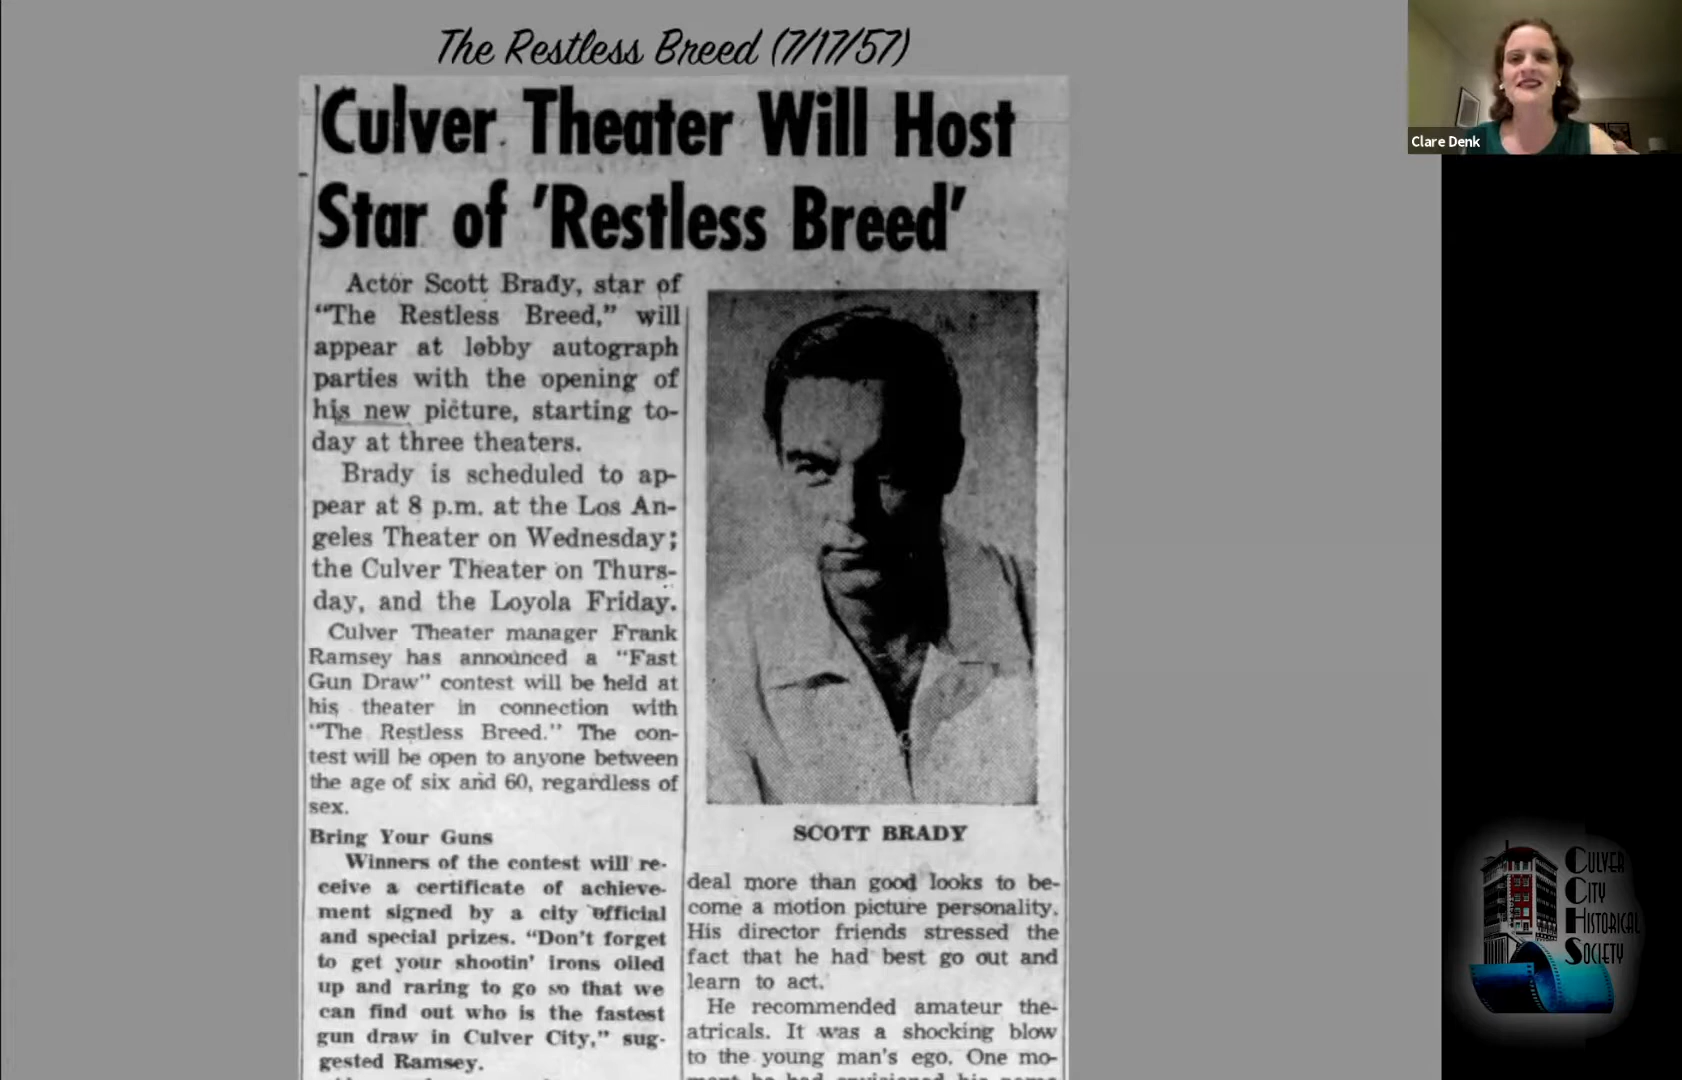 The Restless Breed (7/17/57)
Culver Theater Will Host
Star of 'Restless Breed'
Actor Scott Brady, star of
"The Restless Breed," will
appear at lobby autograph
parties with the opening of
his new picture, starting to-
day at three theaters.
Brady is scheduled to ap-
pear at 8 p.m. at the Los An-
geles Theater on Wednesday;
the Culver Theater on Thurs-
day, and the Loyola Friday.
Culver Theater manager Frank
Ramsey has announced a "Fast
Gun Draw" contest will be held at
his theater in connection with
"The Restless Breed." The con-
test will be open to anyone between
the age of six and 60, regardless of
sex.
Bring Your Guns
Winners of the contest will re-
ceive a certificate of achieve-
ment signed by a city official
and special prizes. "Don't forget
to get your shootin' irons oiled
up and raring to go so that we
can find out who is the fastest
gun draw in Culver City," sug-
gested Ramsey.
SCOTT BRADY
deal more than good looks to be-
come a motion picture personality.
His director friends stressed the
fact that he had best go out and
learn to act.
He recommended amateur the-
atricals. It was a shocking blow
to the young man's ego. One mo-
Clare Denk
CULVER
CITY
HISTORICAL
SOCIETY